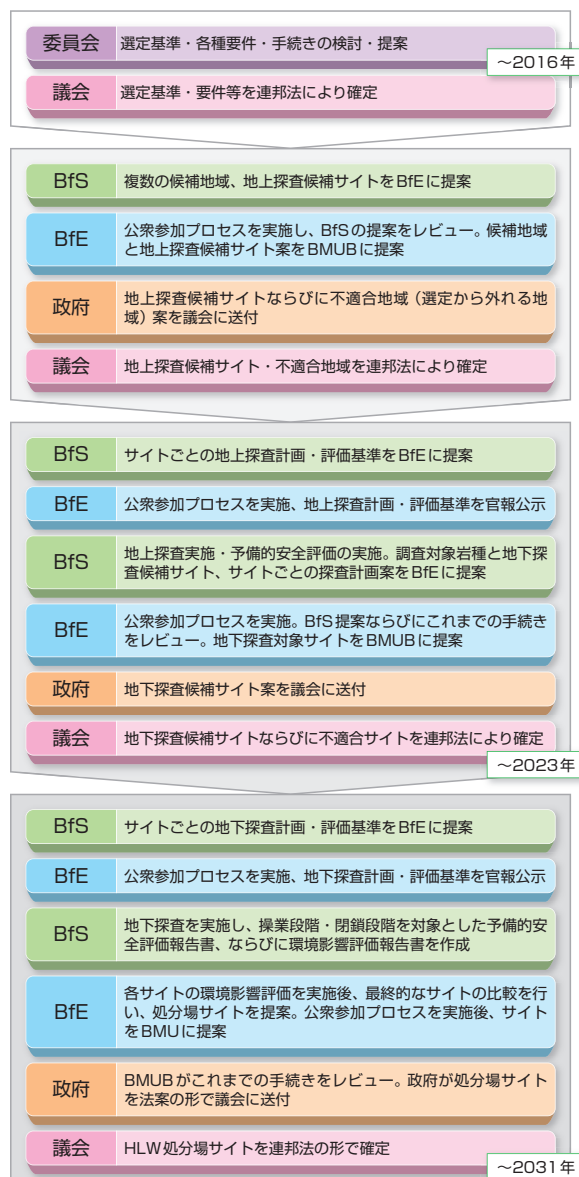 委員会 選定基準・各種要件・手続きの検討・提案
～2016年
議会 選定基準・要件等を連邦法により確定
BfS 複数の候補地域、地上探査候補サイトをBfEに提案
BfE 公衆参加プロセスを実施し、BfSの提案をレビュー。候補地域
と地上探査候補サイト案をBMUBに提案
政府 地上探査候補サイトならびに不適合地域（選定から外れる地
域）案を議会に送付
議会 地上探査候補サイト・不適合地域を連邦法により確定
BfS サイトごとの地上探査計画・評価基準をBfEに提案
BfE 公衆参加プロセスを実施、地上探査計画・評価基準を官報公示
BfS 地上探査実施・予備的安全評価の実施。調査対象岩種と地下探
査候補サイト、サイトごとの探査計画案をBfEに提案
BfE 公衆参加プロセスを実施。BfS提案ならびにこれまでの手続き
をレビュー。地下探査対象サイトをBMUBに提案
政府 地下探査候補サイト案を議会に送付
議会 地下探査候補サイトならびに不適合サイトを連邦法により確定
～2023年
BfS サイトごとの地下探査計画・評価基準をBfEに提案
BfE 公衆参加プロセスを実施、地下探査計画・評価基準を官報公示
BfS 地下探査を実施し、操業段階・閉鎖段階を対象とした予備的安
全評価報告書、ならびに環境影響評価報告書を作成
BfE 各サイトの環境影響評価を実施後、最終的なサイトの比較を行
い、処分場サイトを提案。公衆参加プロセスを実施後、サイト
をBMUに提案
政府 BMUBがこれまでの手続きをレビュー。政府が処分場サイト
を法案の形で議会に送付
議会 HLW処分場サイトを連邦法の形で確定
～2031年